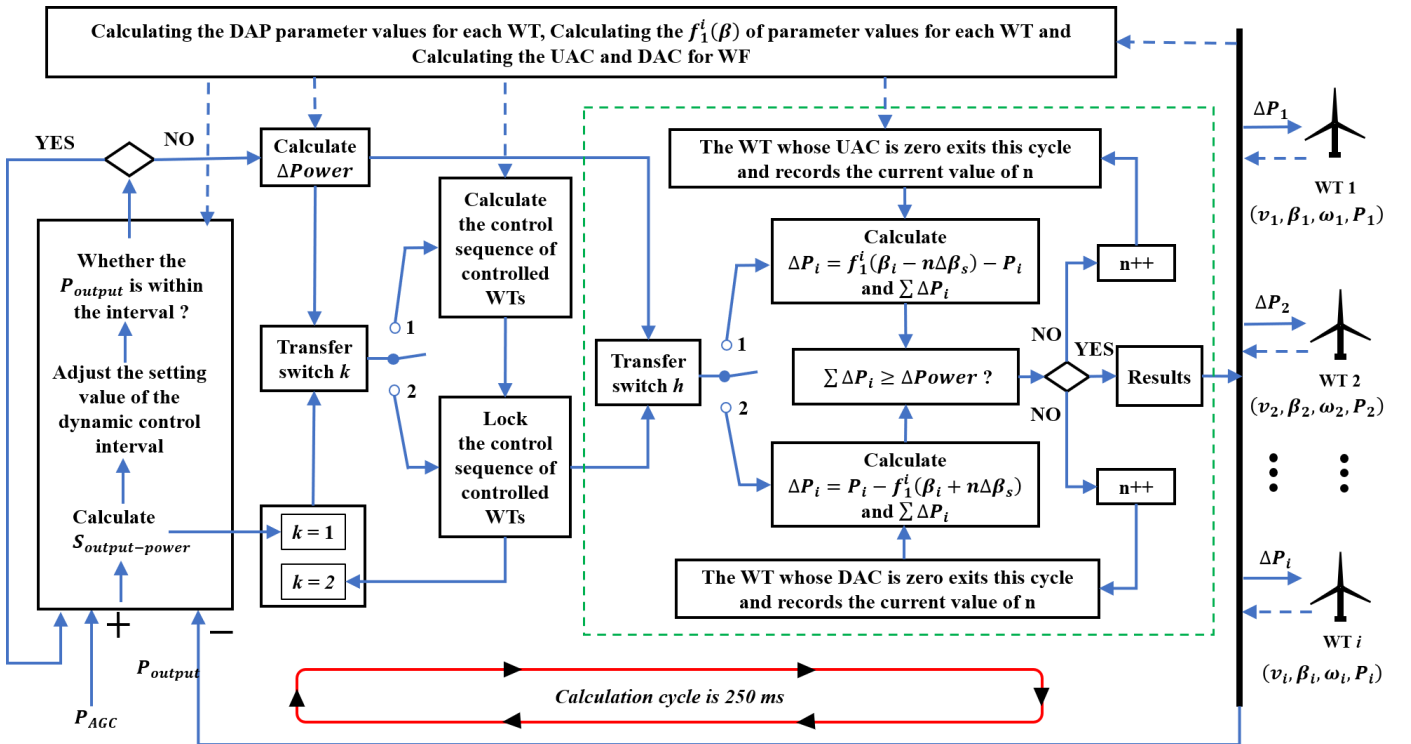 Calculating the DAP parameter values for each WT, Calculating the f₁ⁱ(β) of parameter values for each WT and
Calculating the UAC and DAC for WF
YES
NO
Calculate
ΔPower
Whether the
P_output is within
the interval ?
Adjust the setting
value of the
dynamic control
interval
Calculate
S_output−power
+
−
P_output
P_AGC
Transfer
switch k
k = 1
k = 2
1
2
Calculate
the control
sequence of
controlled
WTs
Lock
the control
sequence of
controlled
WTs
Transfer
switch h
1
2
The WT whose UAC is zero exits this cycle
and records the current value of n
Calculate
ΔP_i = f₁ⁱ(β_i − nΔβ_s) − P_i
and ∑ ΔP_i
∑ ΔP_i ≥ ΔPower ?
Calculate
ΔP_i = P_i − f₁ⁱ(β_i + nΔβ_s)
and ∑ ΔP_i
The WT whose DAC is zero exits this cycle
and records the current value of n
n++
NO
YES
NO
Results
n++
Calculation cycle is 250 ms
ΔP₁
WT 1
(v₁, β₁, ω₁, P₁)
ΔP₂
WT 2
(v₂, β₂, ω₂, P₂)
ΔP_i
WT i
(v_i, β_i, ω_i, P_i)